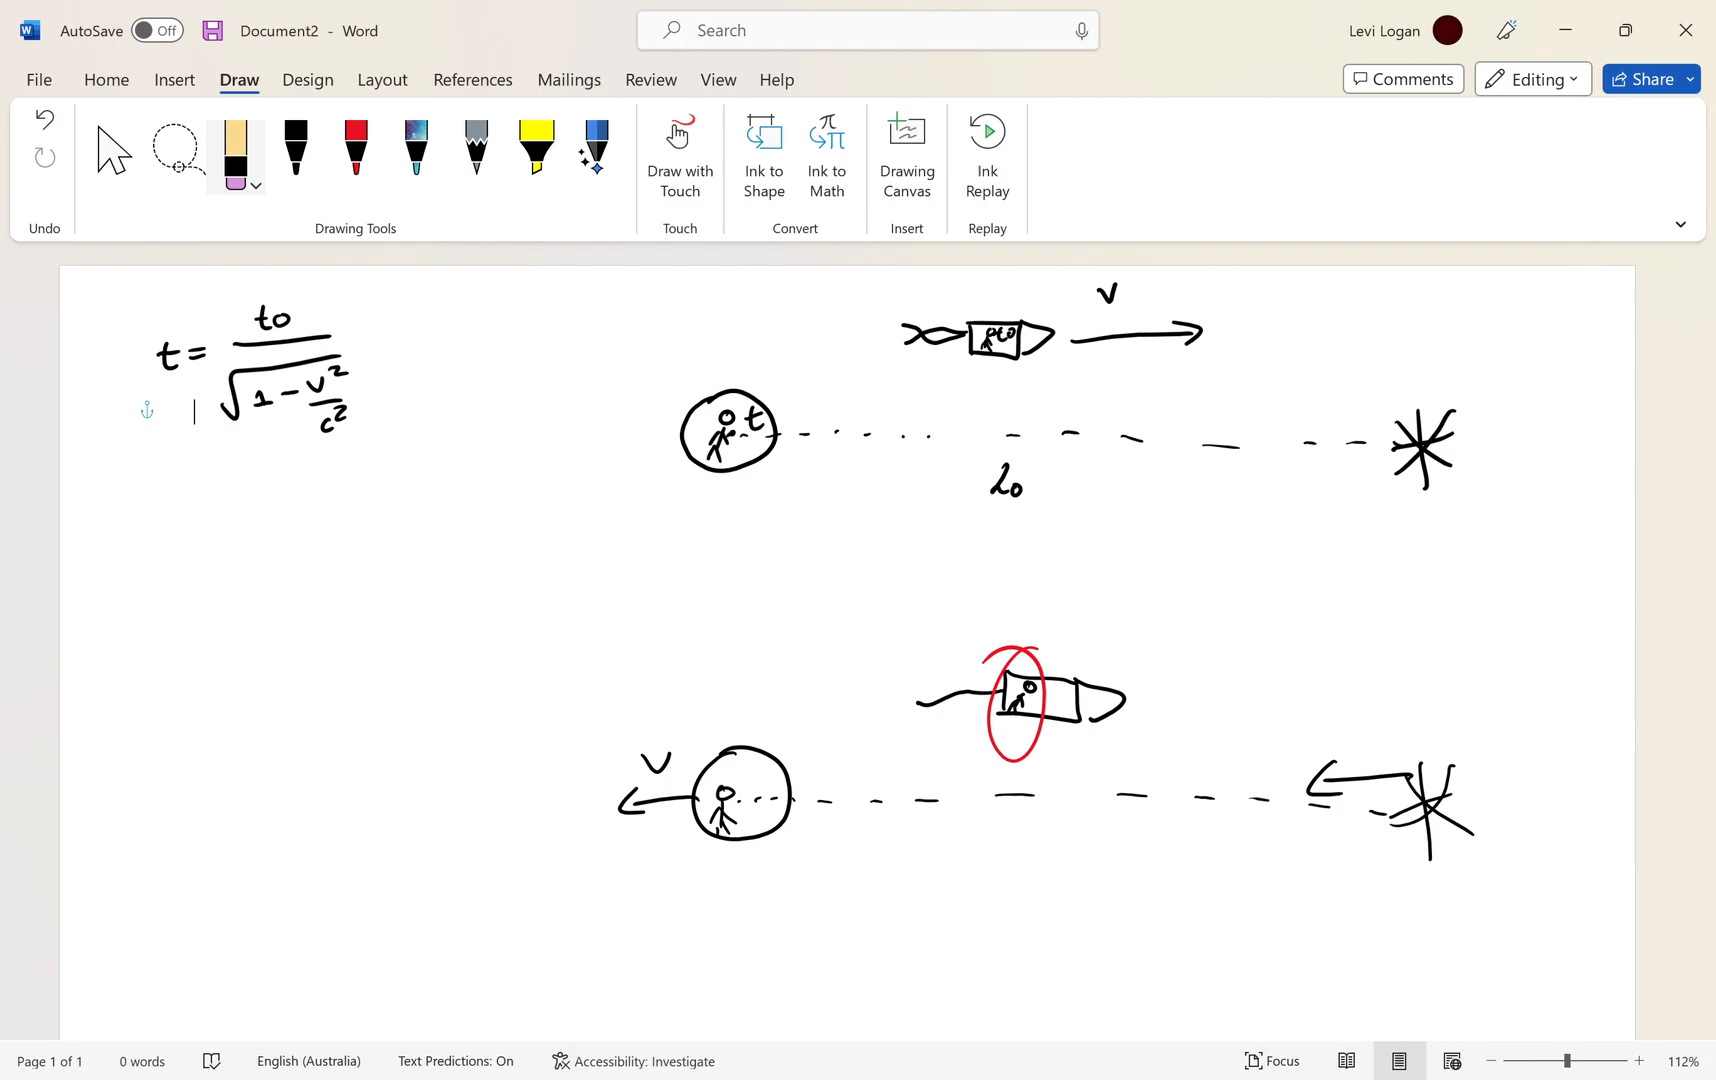 AutoSave Off Document2 - Word
Search
Levi Logan
File Home Insert Draw Design Layout References Mailings Review View Help
Comments Editing Share
Draw with Touch
Ink to Shape
Ink to Math
Drawing Canvas
Ink Replay
Undo Drawing Tools Touch Convert Insert Replay
t = t₀ / √(1 - v²/c²)
v
t₀
t
L₀
v
Page 1 of 1 0 words English (Australia) Text Predictions: On Accessibility: Investigate Focus 112%